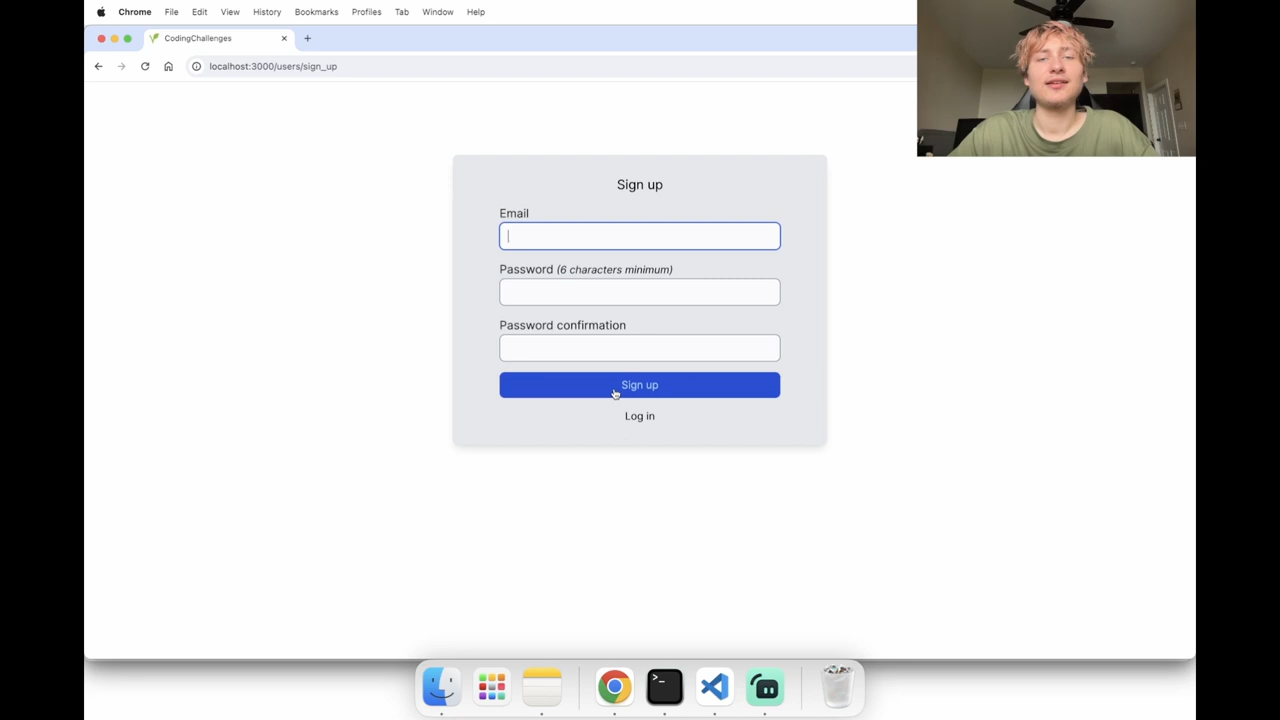 Chrome File Edit View History Bookmarks Profiles Tab Window Help
CodingChallenges
localhost:3000/users/sign_up
Sign up
Email
Password (6 characters minimum)
Password confirmation
Sign up
Log in